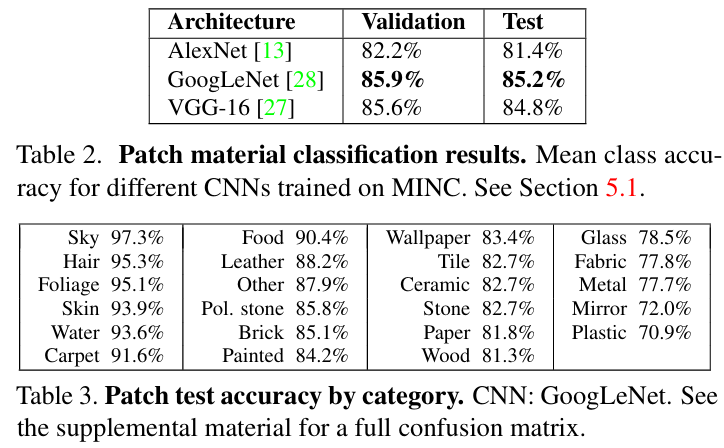 Architecture Validation Test
AlexNet [13] 82.2% 81.4%
GoogLeNet [28] 85.9% 85.2%
VGG-16 [27] 85.6% 84.8%
Table 2. Patch material classification results. Mean class accu-
racy for different CNNs trained on MINC. See Section 5.1.
Sky 97.3% Food 90.4% Wallpaper 83.4% Glass 78.5%
Hair 95.3% Leather 88.2% Tile 82.7% Fabric 77.8%
Foliage 95.1% Other 87.9% Ceramic 82.7% Metal 77.7%
Skin 93.9% Pol. stone 85.8% Stone 82.7% Mirror 72.0%
Water 93.6% Brick 85.1% Paper 81.8% Plastic 70.9%
Carpet 91.6% Painted 84.2% Wood 81.3%
Table 3. Patch test accuracy by category. CNN: GoogLeNet. See
the supplemental material for a full confusion matrix.